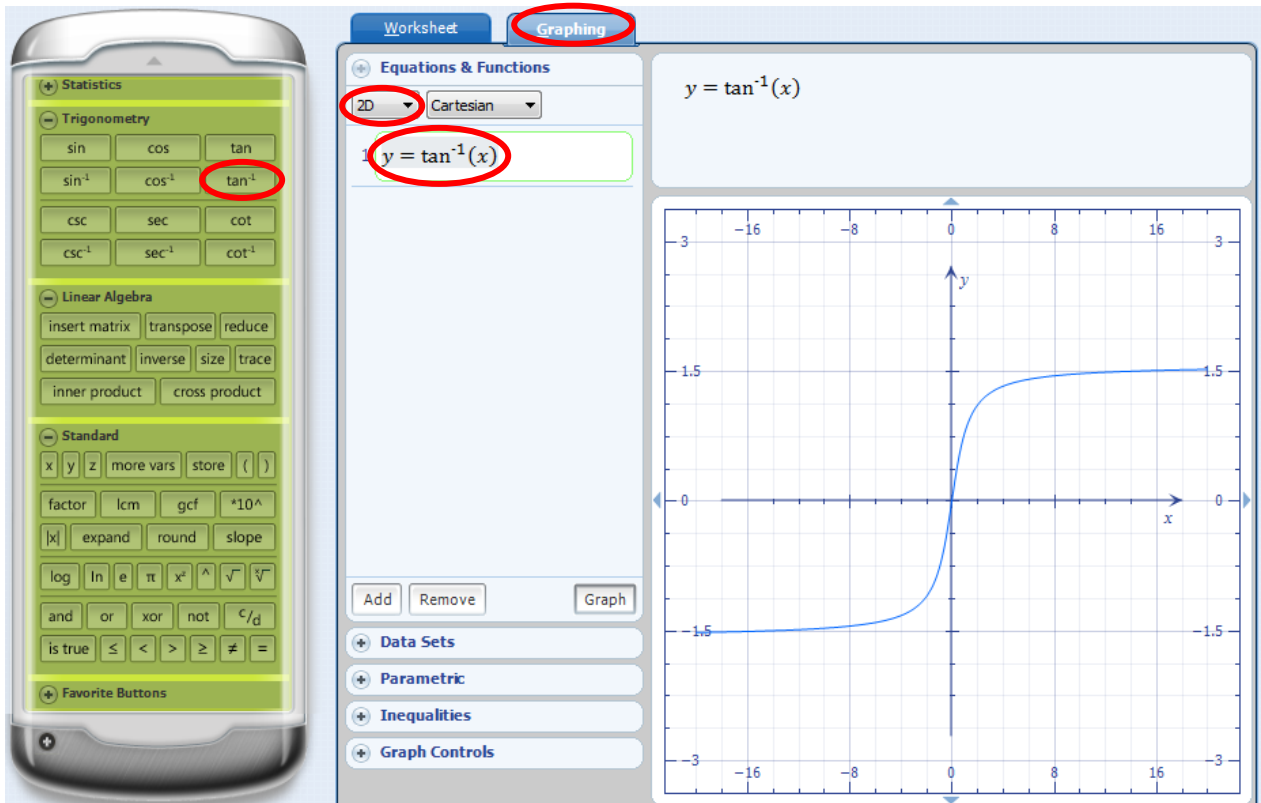 Worksheet
Graphing
Statistics
Trigonometry
sin cos tan
sin⁻¹ cos⁻¹ tan⁻¹
csc sec cot
csc⁻¹ sec⁻¹ cot⁻¹
Linear Algebra
insert matrix transpose reduce
determinant inverse size trace
inner product cross product
Standard
x y z more vars store ( )
factor lcm gcf *10^
|x| expand round slope
log ln e π x² ^ √ ˣ√
and or xor not c/d
is true ≤ < > ≥ ≠ =
Favorite Buttons
Equations & Functions
2D Cartesian
1 y = tan⁻¹(x)
Add Remove Graph
Data Sets
Parametric
Inequalities
Graph Controls
y = tan⁻¹(x)
−16 −8 0 8 16
3 3
y
1.5 1.5
0 0
x
−1.5 −1.5
−3 −3
−16 −8 0 8 16